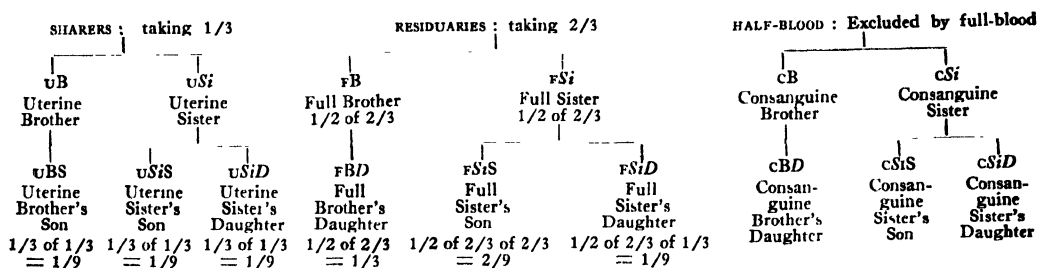 SHARERS : taking 1/3 RESIDUARIES : taking 2/3 HALF-BLOOD : Excluded by full-blood
UB USi FB FSi CB CSi
Uterine Uterine Full Brother Full Sister Consanguine Consanguine
Brother Sister 1/2 of 2/3 1/2 of 2/3 Brother Sister
UBS USiS USiD FBD FSiS FSiD CBD CSiS CSiD
Uterine Uterine Uterine Full Full Full Consan- Consan- Consan-
Brother's Sister's Sister's Brother's Sister's Sister's guine guine guine
Son Son Daughter Daughter Son Daughter Brother's Sister's Sister's
1/3 of 1/3 1/3 of 1/3 1/3 of 1/3 1/2 of 2/3 1/2 of 2/3 of 2/3 1/2 of 2/3 of 1/3 Daughter Son Daughter
= 1/9 = 1/9 = 1/9 = 1/3 = 2/9 = 1/9